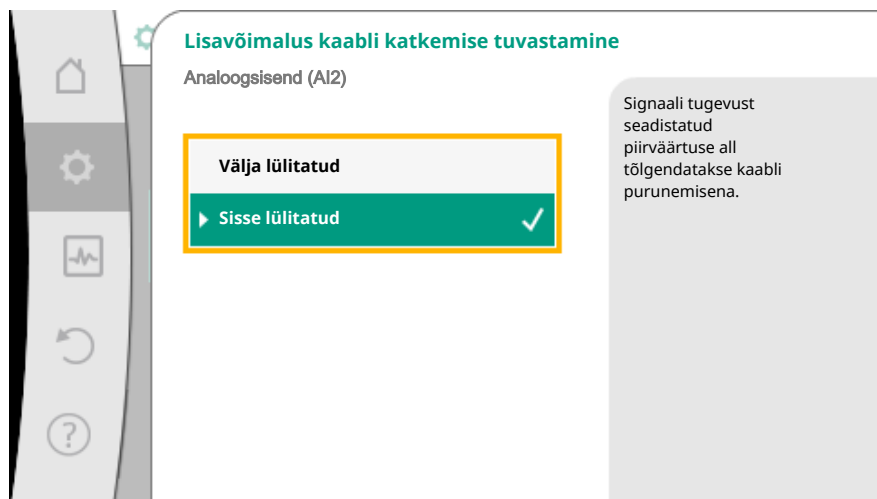 Lisavõimalus kaabli katkemise tuvastamine
Analoogsisend (AI2)
Välja lülitatud
Sisse lülitatud
Signaali tugevust
seadistatud
piirväärtuse all
tõlgendatakse kaabli
purunemisena.
?